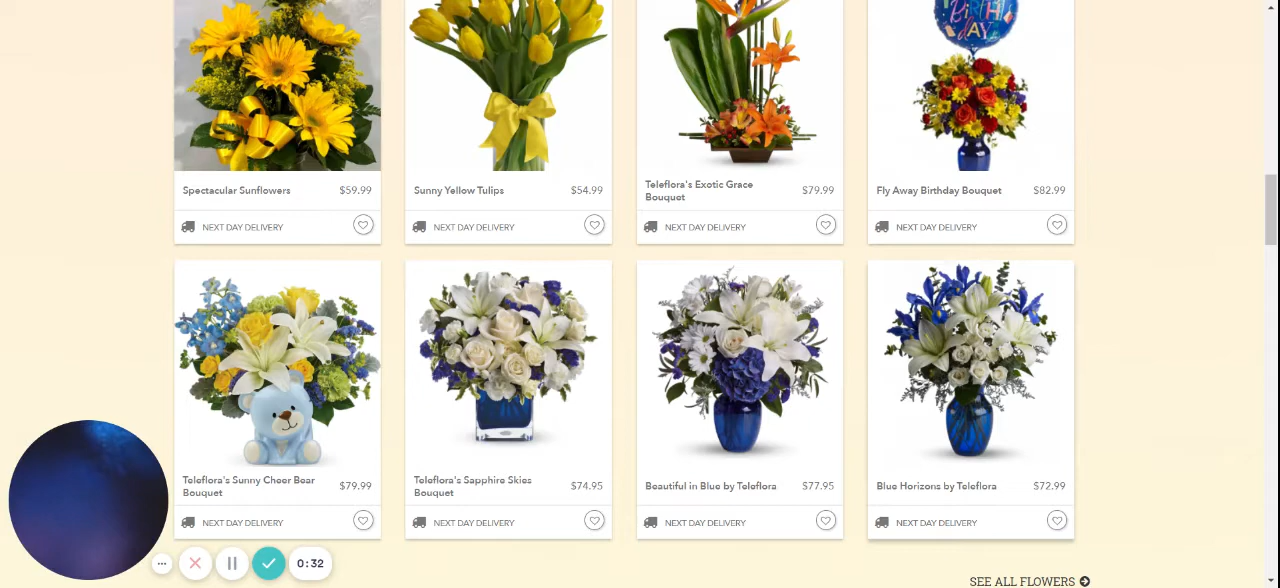 BIRTH
DAY
Spectacular Sunflowers $59.99
Sunny Yellow Tulips $54.99
Teleflora's Exotic Grace
Bouquet $79.99
Fly Away Birthday Bouquet $82.99
NEXT DAY DELIVERY
NEXT DAY DELIVERY
NEXT DAY DELIVERY
NEXT DAY DELIVERY
Teleflora's Sunny Cheer Bear
Bouquet $79.99
Teleflora's Sapphire Skies
Bouquet $74.95
Beautiful in Blue by Teleflora $77.95
Blue Horizons by Teleflora $72.99
NEXT DAY DELIVERY
NEXT DAY DELIVERY
NEXT DAY DELIVERY
NEXT DAY DELIVERY
0:32
SEE ALL FLOWERS